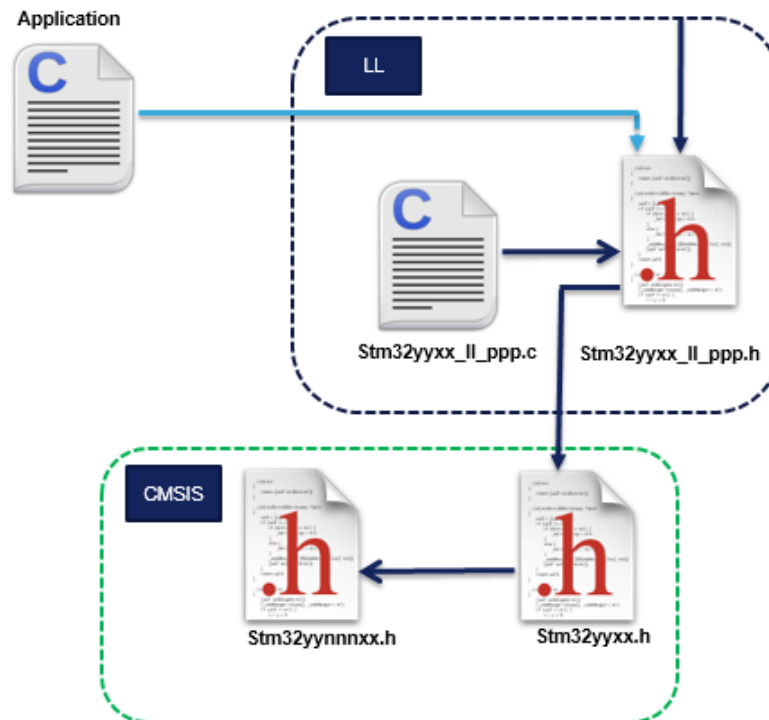 Application
LL
C
C
.h
Stm32yyxx_ll_ppp.c
Stm32yyxx_ll_ppp.h
CMSIS
.h
.h
Stm32yynnnxx.h
Stm32yyxx.h